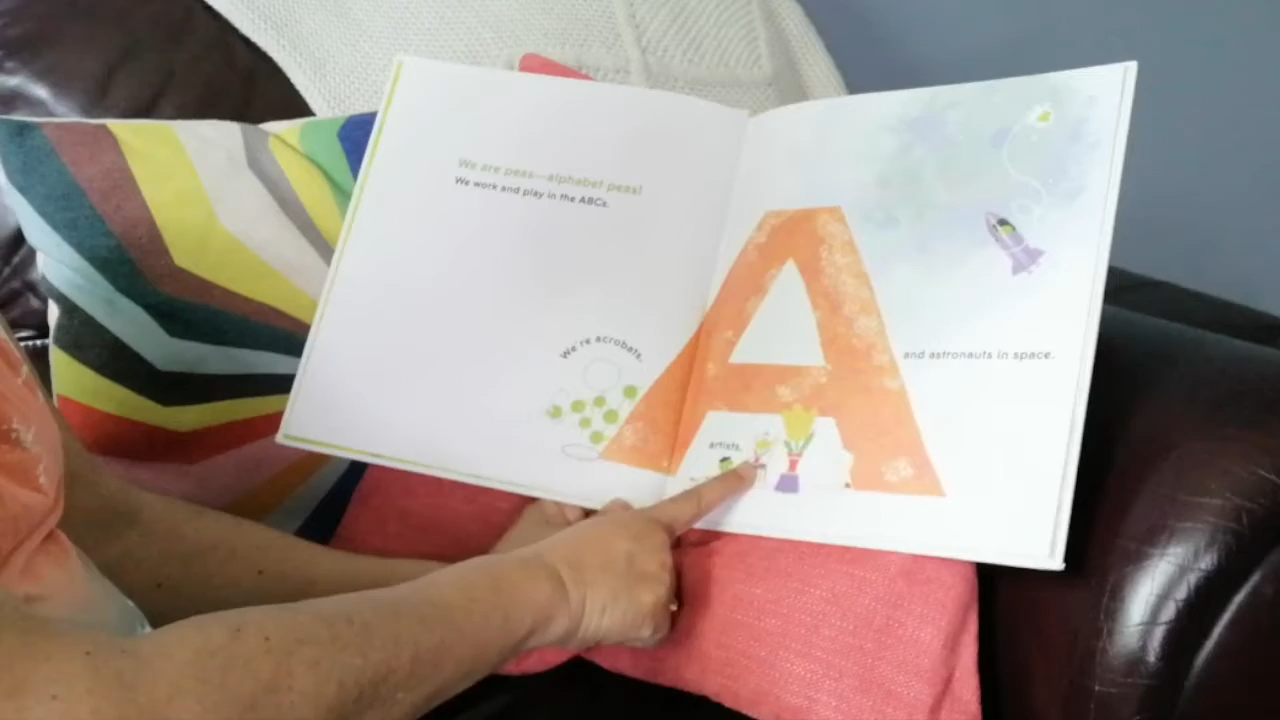 We are peas—alphabet peas!
We work and play in the ABCs.
We're acrobats,
A
artists,
and astronauts in space.